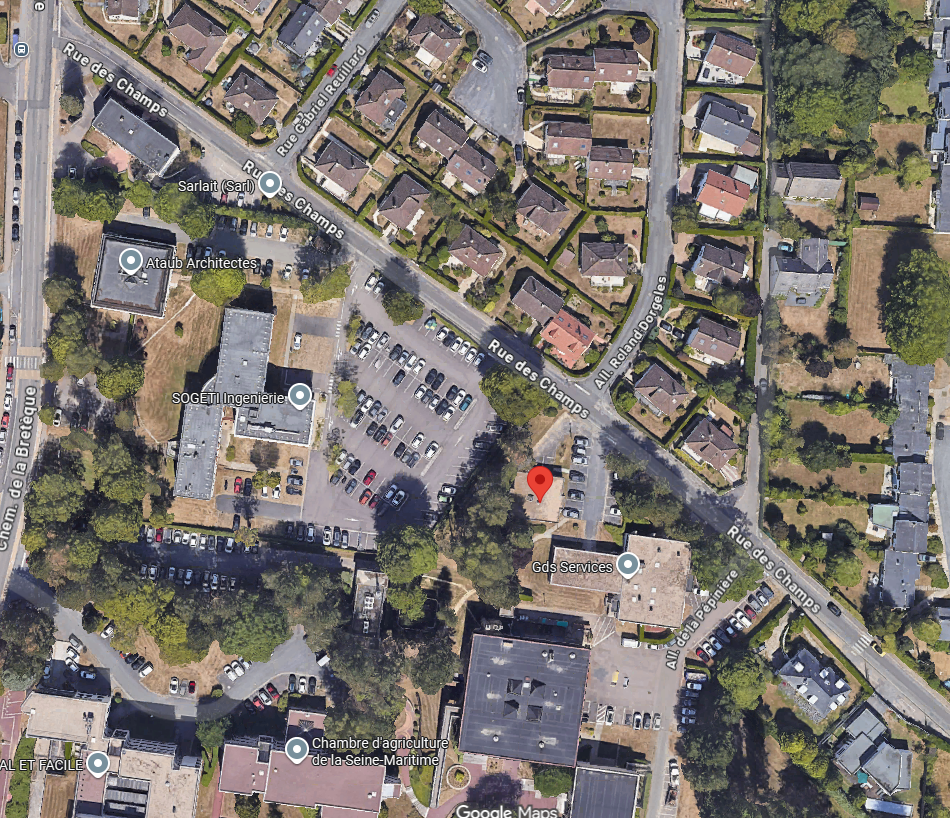 Rue des Champs
Rue Gabriel Rouillard
Sarlait (Sarl)
Rue des Champs
Ataub Architectes
All. Roland Dorgeles
Rue des Champs
SOGETI Ingenierie
Chem. de la Bretèque
Gds Services
Rue des Champs
All. de la Pépinière
Chambre d'agriculture
de la Seine-Maritime
AL ET FACILE
Google Maps